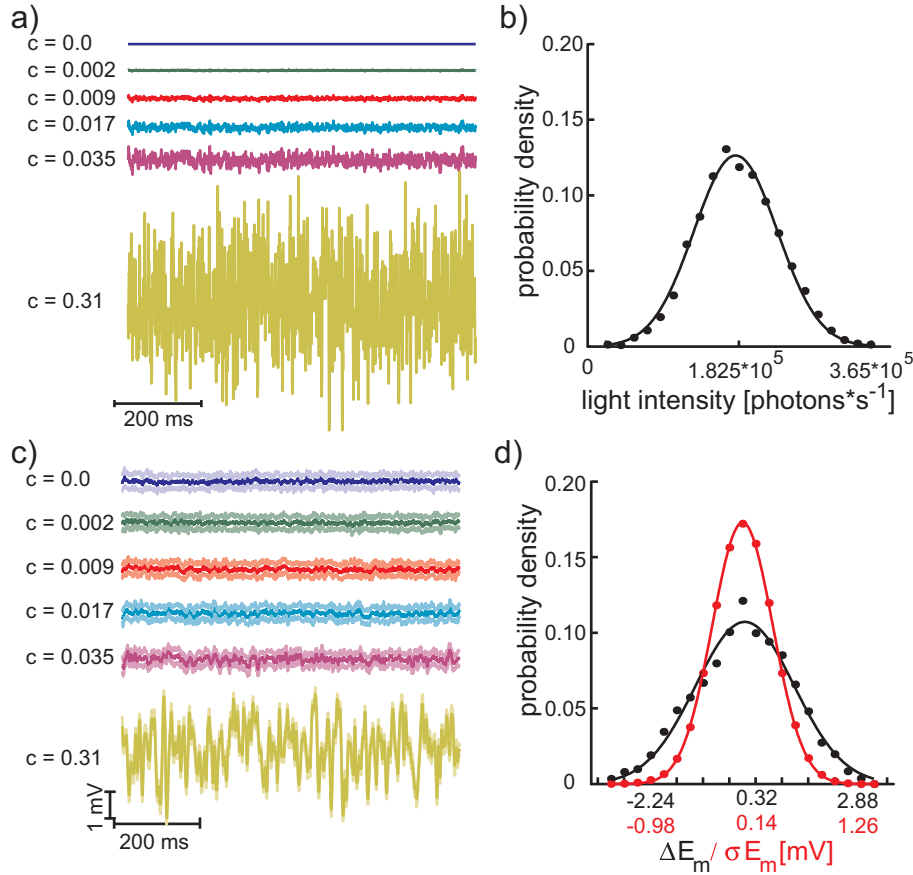 a)
c = 0.0
c = 0.002
c = 0.009
c = 0.017
c = 0.035
c = 0.31
200 ms
b)
probability density
0.20
0.15
0.10
0.05
0
0
1.825*10^5
3.65*10^5
light intensity [photons*s^-1]
c)
c = 0.0
c = 0.002
c = 0.009
c = 0.017
c = 0.035
c = 0.31
1 mV
200 ms
d)
probability density
0.20
0.15
0.10
0.05
0
-2.24 0.32 2.88
-0.98 0.14 1.26
ΔE_m/ σE_m[mV]